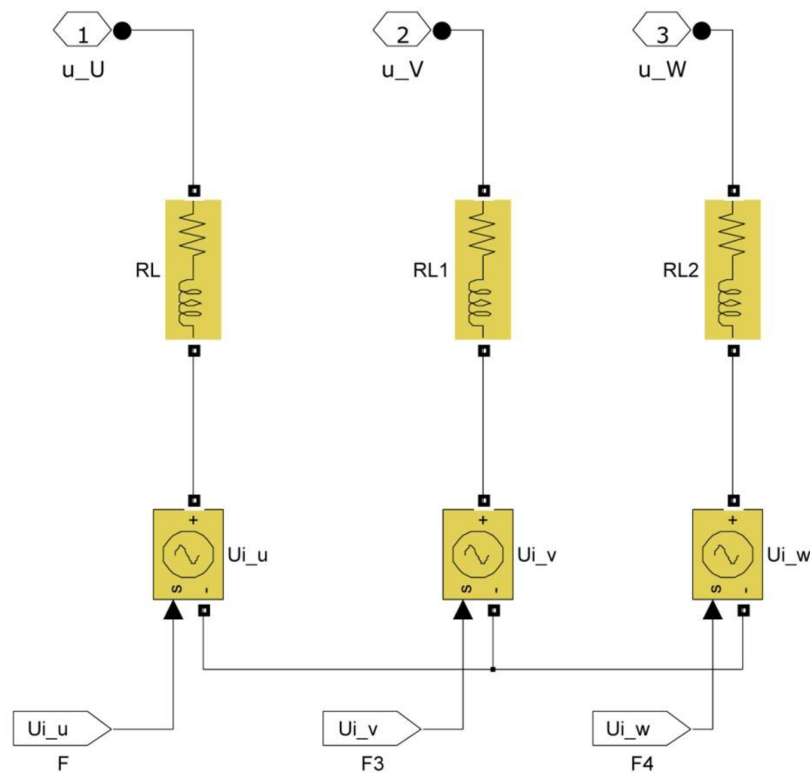 1
2
3
u_U
u_V
u_W
RL
RL1
RL2
+
+
+
Ui_u
Ui_v
Ui_w
s
-
s
-
s
-
Ui_u
Ui_v
Ui_w
F
F3
F4